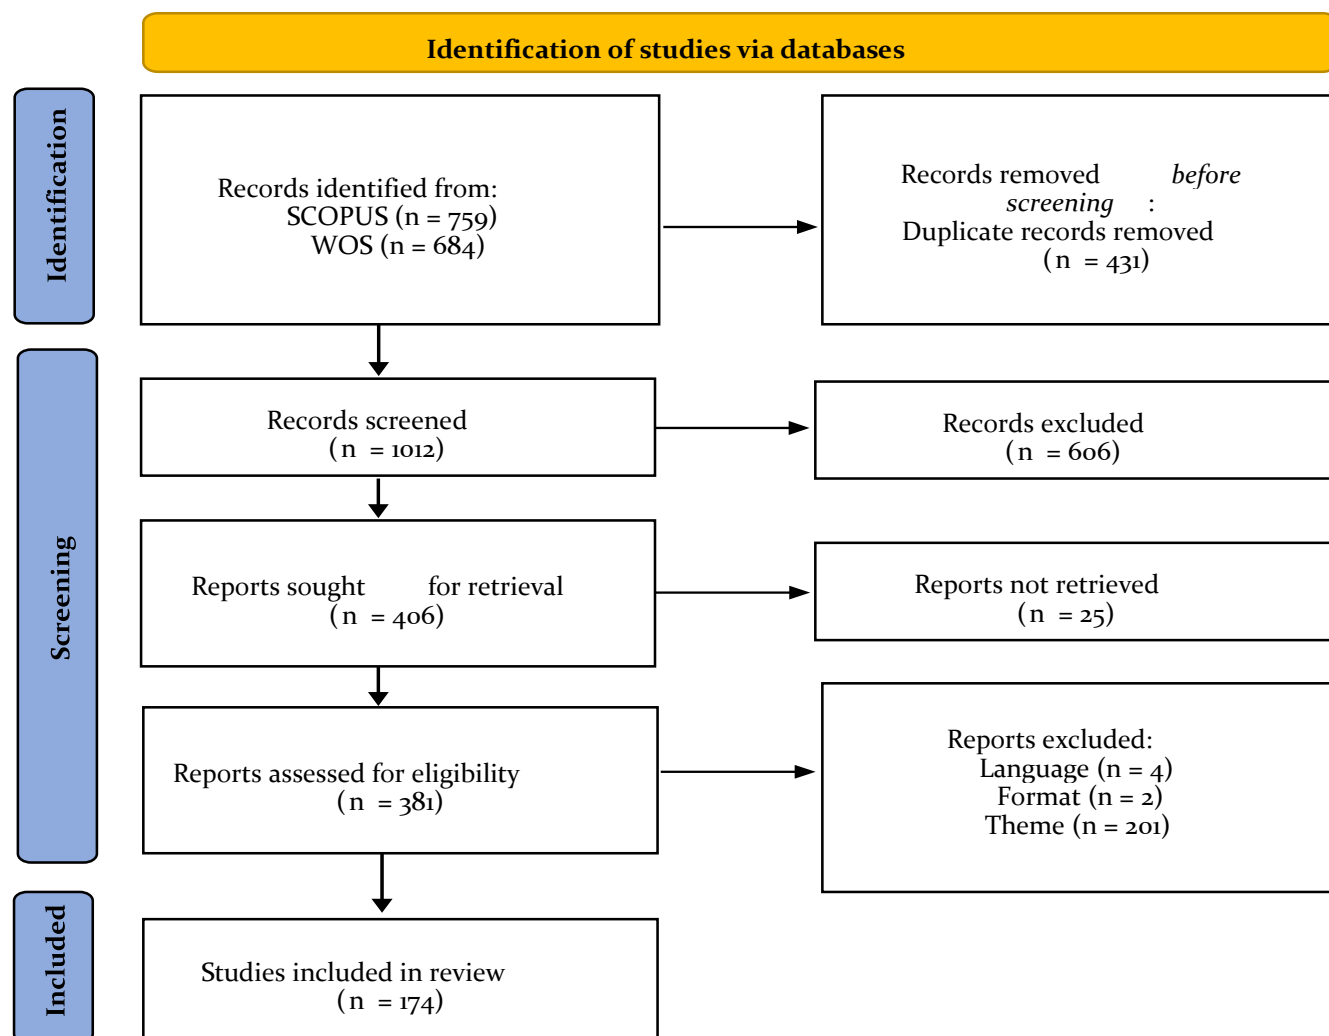 Identification of studies via databases
Identification
Records identified from:
SCOPUS (n = 759)
WOS (n = 684)
Records removed before
screening :
Duplicate records removed
(n = 431)
Screening
Records screened
(n = 1012)
Records excluded
(n = 606)
Reports sought for retrieval
(n = 406)
Reports not retrieved
(n = 25)
Reports assessed for eligibility
(n = 381)
Reports excluded:
Language (n = 4)
Format (n = 2)
Theme (n = 201)
Included
Studies included in review
(n = 174)